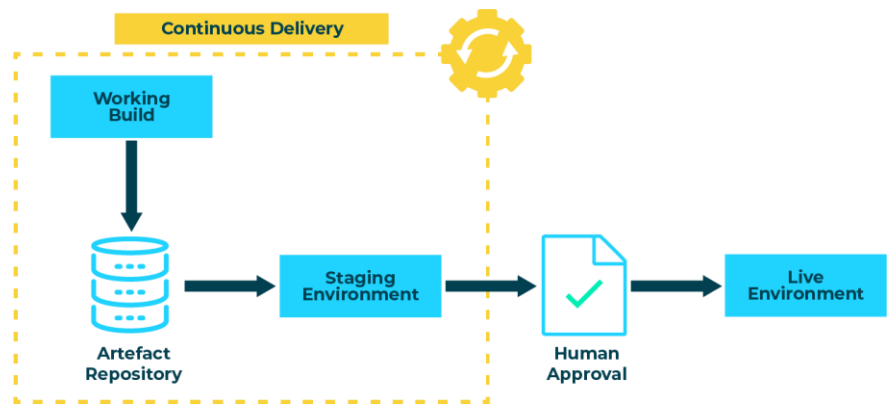 Continuous Delivery
Working
Build
Staging
Environment
Live
Environment
Artefact
Repository
Human
Approval